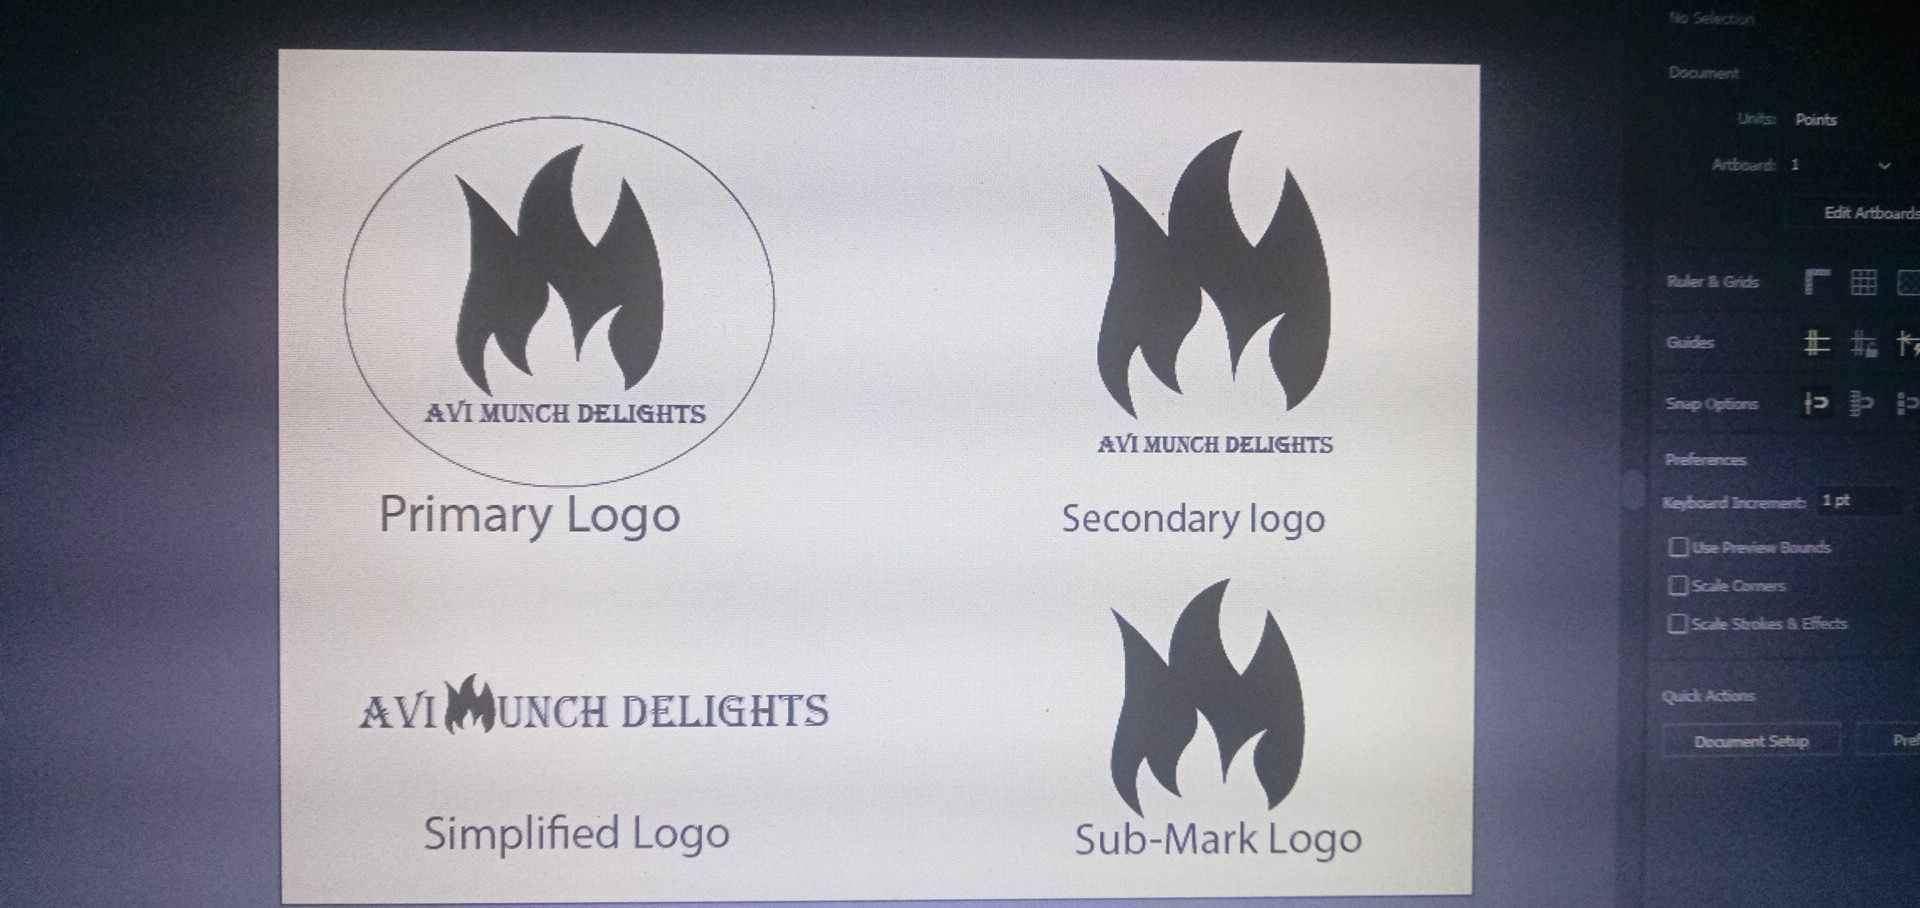 AVI MUNCH DELIGHTS
Primary Logo
AVI MUNCH DELIGHTS
Secondary logo
AVI MUNCH DELIGHTS
Simplified Logo
Sub-Mark Logo
No Selection
Document
Units: Points
Artboard: 1
Edit Artboards
Ruler & Grids
Guides
Snap Options
Preferences
Keyboard Increment: 1 pt
Use Preview Bounds
Scale Corners
Scale Strokes & Effects
Quick Actions
Document Setup